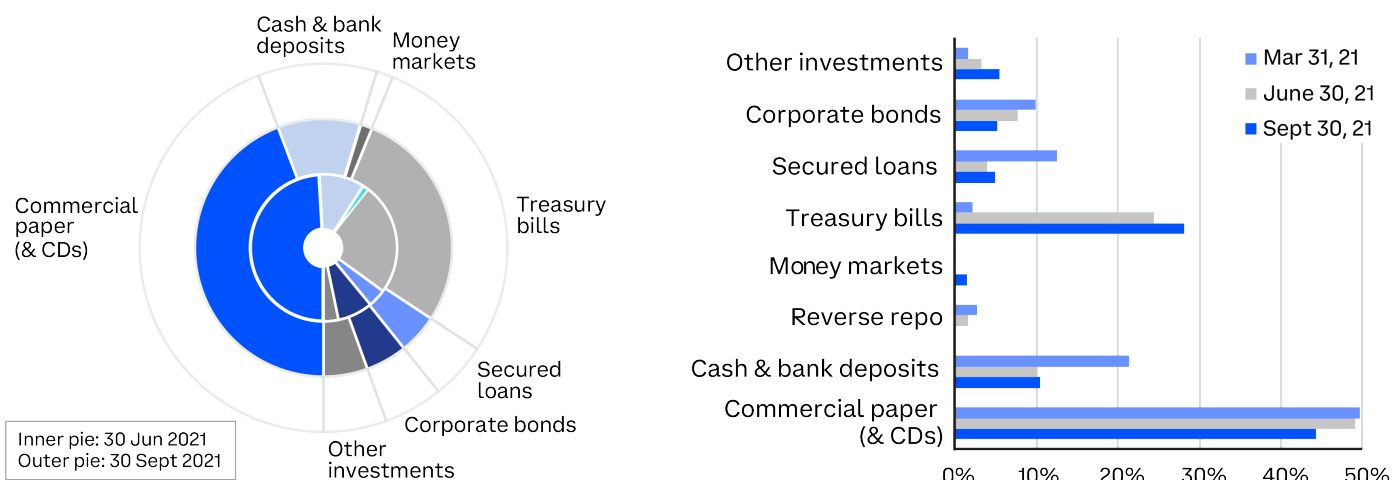 Cash & bank
deposits
Money
markets
Commercial
paper
(& CDs)
Treasury
bills
Secured
loans
Corporate bonds
Other
investments
Inner pie: 30 Jun 2021
Outer pie: 30 Sept 2021
Other investments
Corporate bonds
Secured loans
Treasury bills
Money markets
Reverse repo
Cash & bank deposits
Commercial paper
(& CDs)
Mar 31, 21
June 30, 21
Sept 30, 21
0% 10% 20% 30% 40% 50%